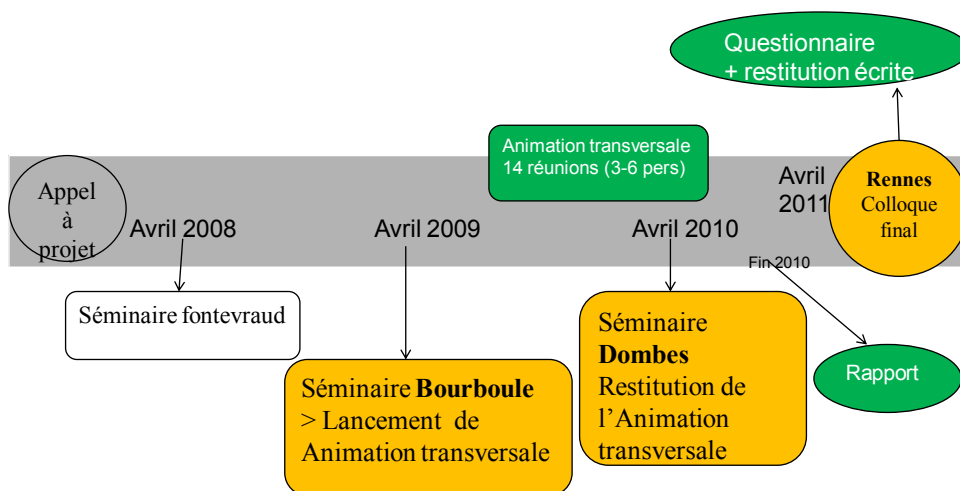 Questionnaire
+ restitution écrite
Animation transversale
14 réunions (3-6 pers)
Appel
à
projet
Avril 2008
Avril 2009
Avril 2010
Avril
2011
Rennes
Colloque
final
Fin 2010
Séminaire fontevraud
Séminaire Bourboule
> Lancement de
Animation transversale
Séminaire
Dombes
Restitution de
l’Animation
transversale
Rapport